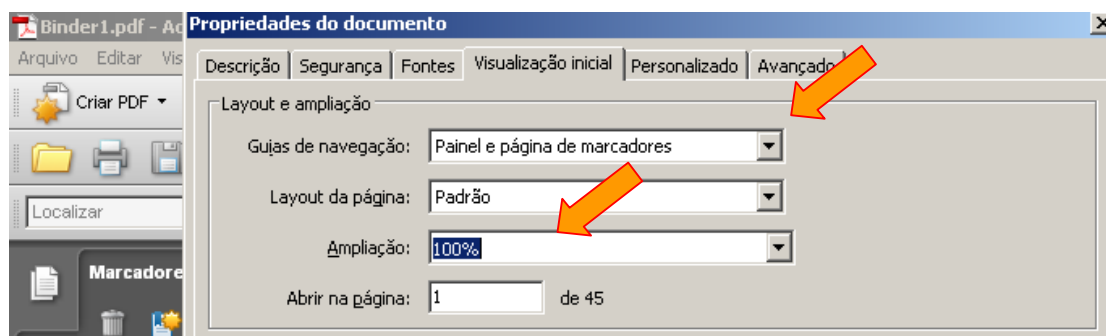 Binder1.pdf - Ad
Propriedades do documento
Arquivo Editar Vis
Descrição Segurança Fontes Visualização inicial Personalizado Avançado
Criar PDF
Layout e ampliação
Guias de navegação: Painel e página de marcadores
Layout da página: Padrão
Localizar
Ampliação: 100%
Marcadore
Abrir na página: 1 de 45